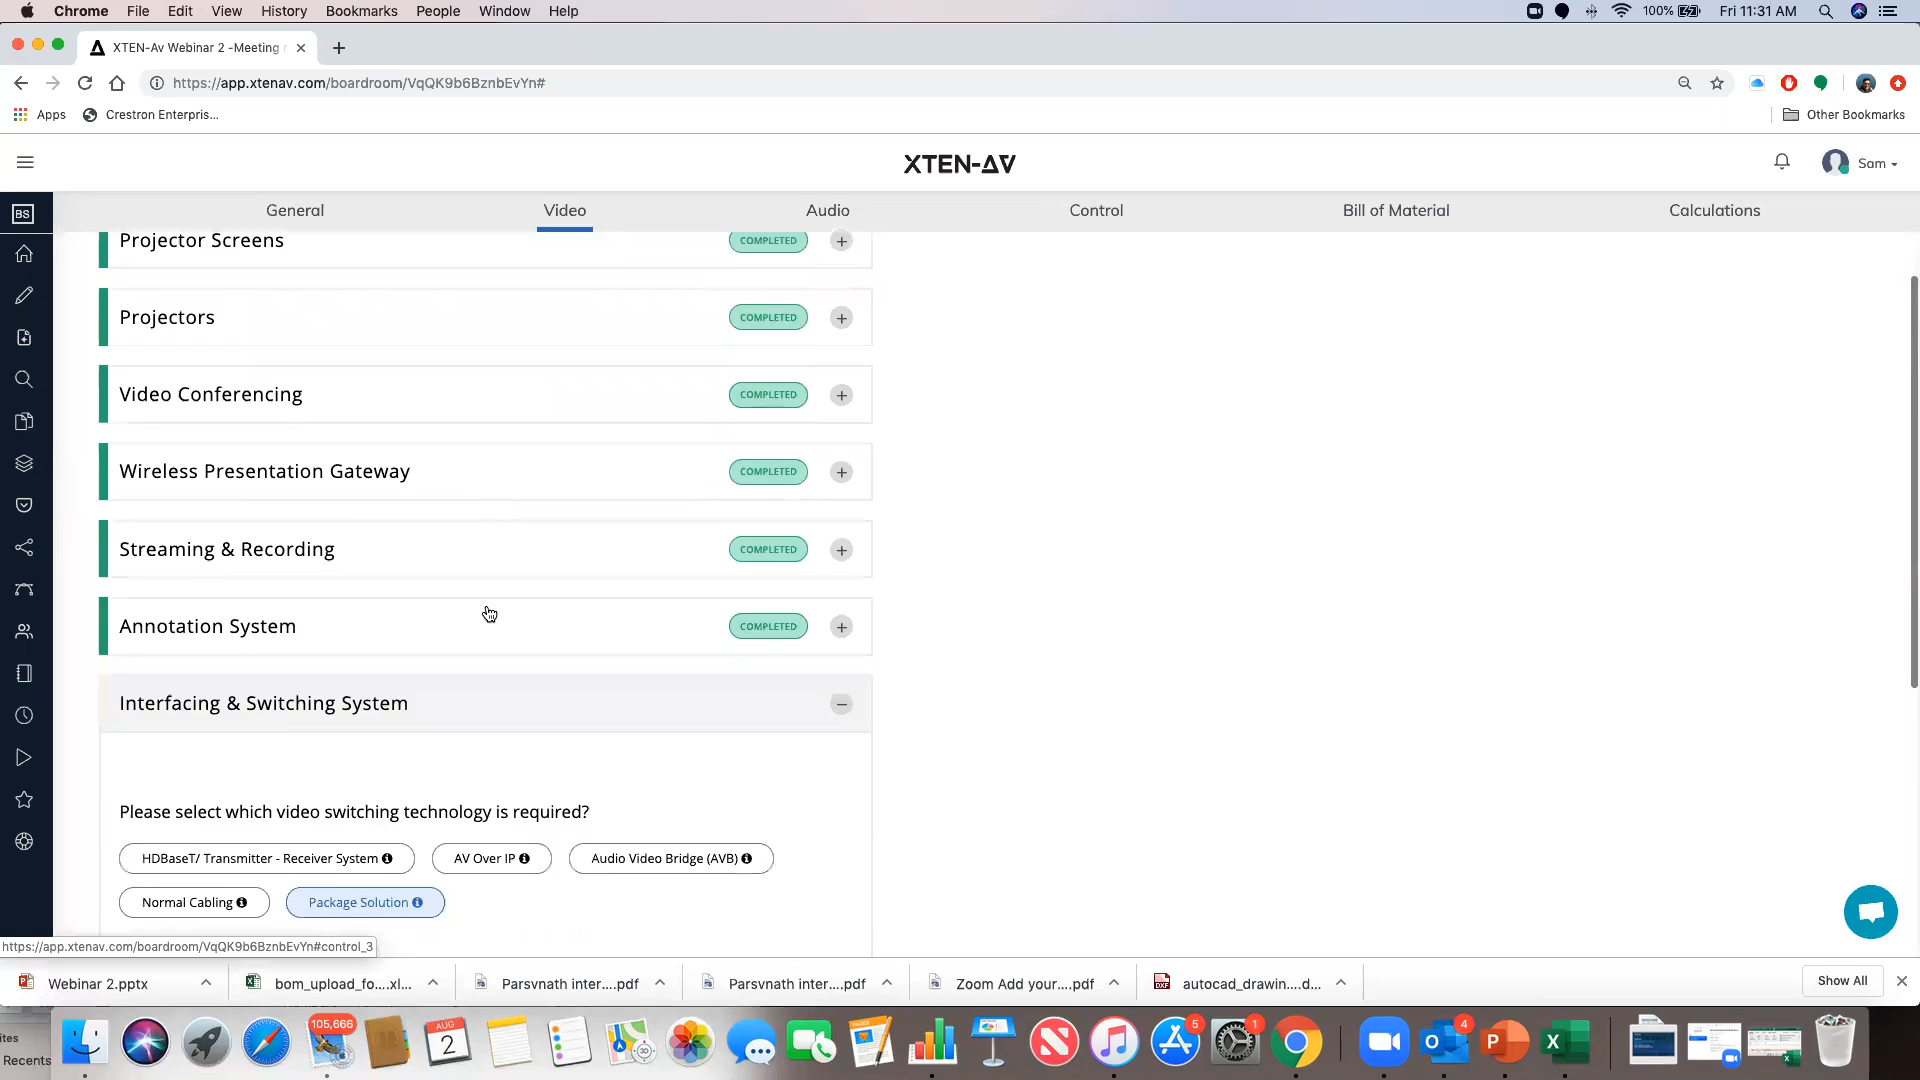 Chrome File Edit View History Bookmarks People Window Help 100% Fri 11:31 AM
XTEN-Av Webinar 2 -Meeting
https://app.xtenav.com/boardroom/VqQK9b6BznbEvYn#
Apps Crestron Enterpris... Other Bookmarks
XTEN-AV Sam
BS General Video Audio Control Bill of Material Calculations
Projector Screens COMPLETED
Projectors COMPLETED
Video Conferencing COMPLETED
Wireless Presentation Gateway COMPLETED
Streaming & Recording COMPLETED
Annotation System COMPLETED
Interfacing & Switching System
Please select which video switching technology is required?
HDBaseT/ Transmitter - Receiver System AV Over IP Audio Video Bridge (AVB)
Normal Cabling Package Solution
https://app.xtenav.com/boardroom/VqQK9b6BznbEvYn#control_3
Webinar 2.pptx bom_upload_fo....xl... Parsvnath inter....pdf Parsvnath inter....pdf Zoom Add your....pdf autocad_drawin....d... Show All
105,666 AUG 2 5 1 4
ites
Recents